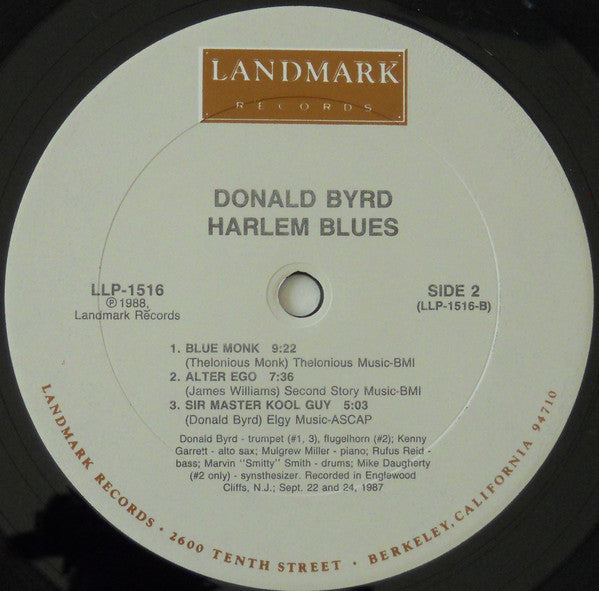 LANDMARK
RECORDS
DONALD BYRD
HARLEM BLUES
LLP-1516
℗ 1988,
Landmark Records
SIDE 2
(LLP-1516-B)
1. BLUE MONK 9:22
(Thelonious Monk) Thelonious Music-BMI
2. ALTER EGO 7:36
(James Williams) Second Story Music-BMI
3. SIR MASTER KOOL GUY 5:03
(Donald Byrd) Elgy Music-ASCAP
Donald Byrd - trumpet (#1, 3), flugelhorn (#2); Kenny
Garrett - alto sax; Mulgrew Miller - piano; Rufus Reid -
bass; Marvin "Smitty" Smith - drums; Mike Daugherty
(#2 only) - synsthesizer. Recorded in Englewood
Cliffs, N.J.; Sept. 22 and 24, 1987
LANDMARK RECORDS • 2600 TENTH STREET • BERKELEY, CALIFORNIA 94710